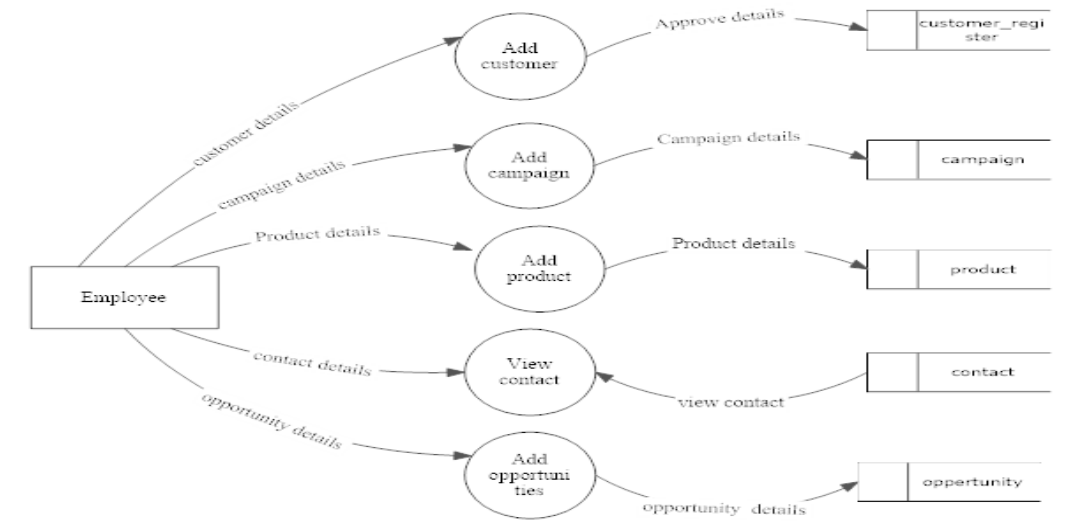 Add
customer
Approve details
customer_regi
ster
customer details
Add
campaign
Campaign details
campaign
campaign details
Product details
Add
product
Product details
product
Employee
contact details
View
contact
view contact
contact
opportunity details
Add
opportuni
ties
opportunity details
oppertunity